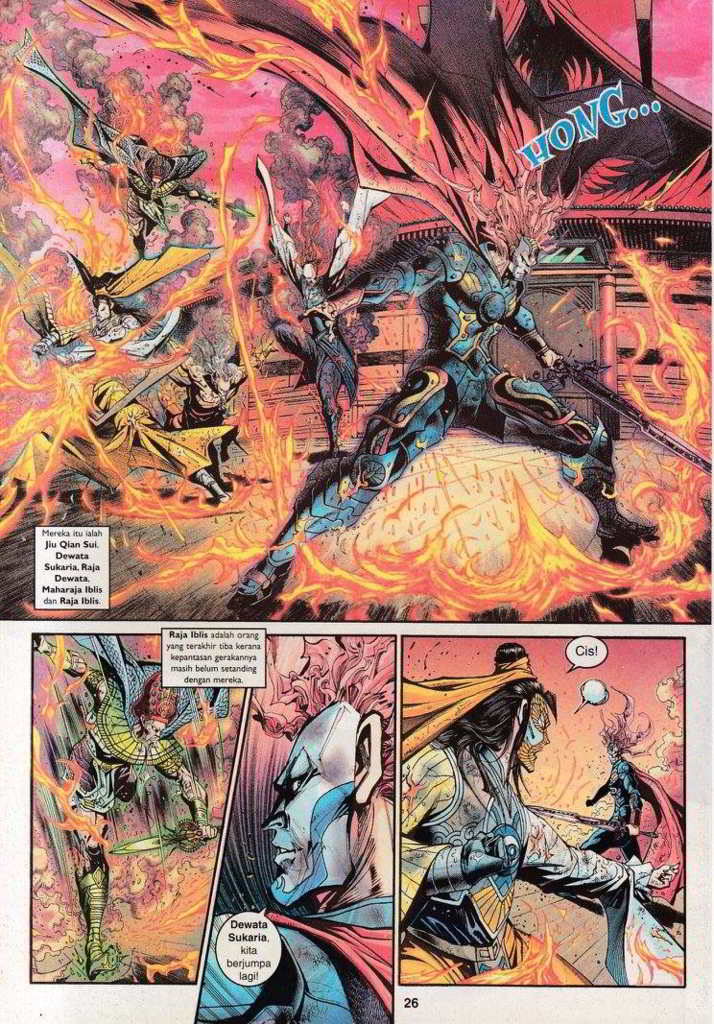 HONG...
Mereka itu ialah
Jiu Qian Sui,
Dewata
Sukaria, Raja
Dewata,
Maharaja Iblis
dan Raja Iblis.
Raja Iblis adalah orang
yang terakhir tiba kerana
kepantasan gerakannya
masih belum setanding
dengan mereka.
Dewata
Sukaria,
kita
berjumpa
lagi!
Cis!
26